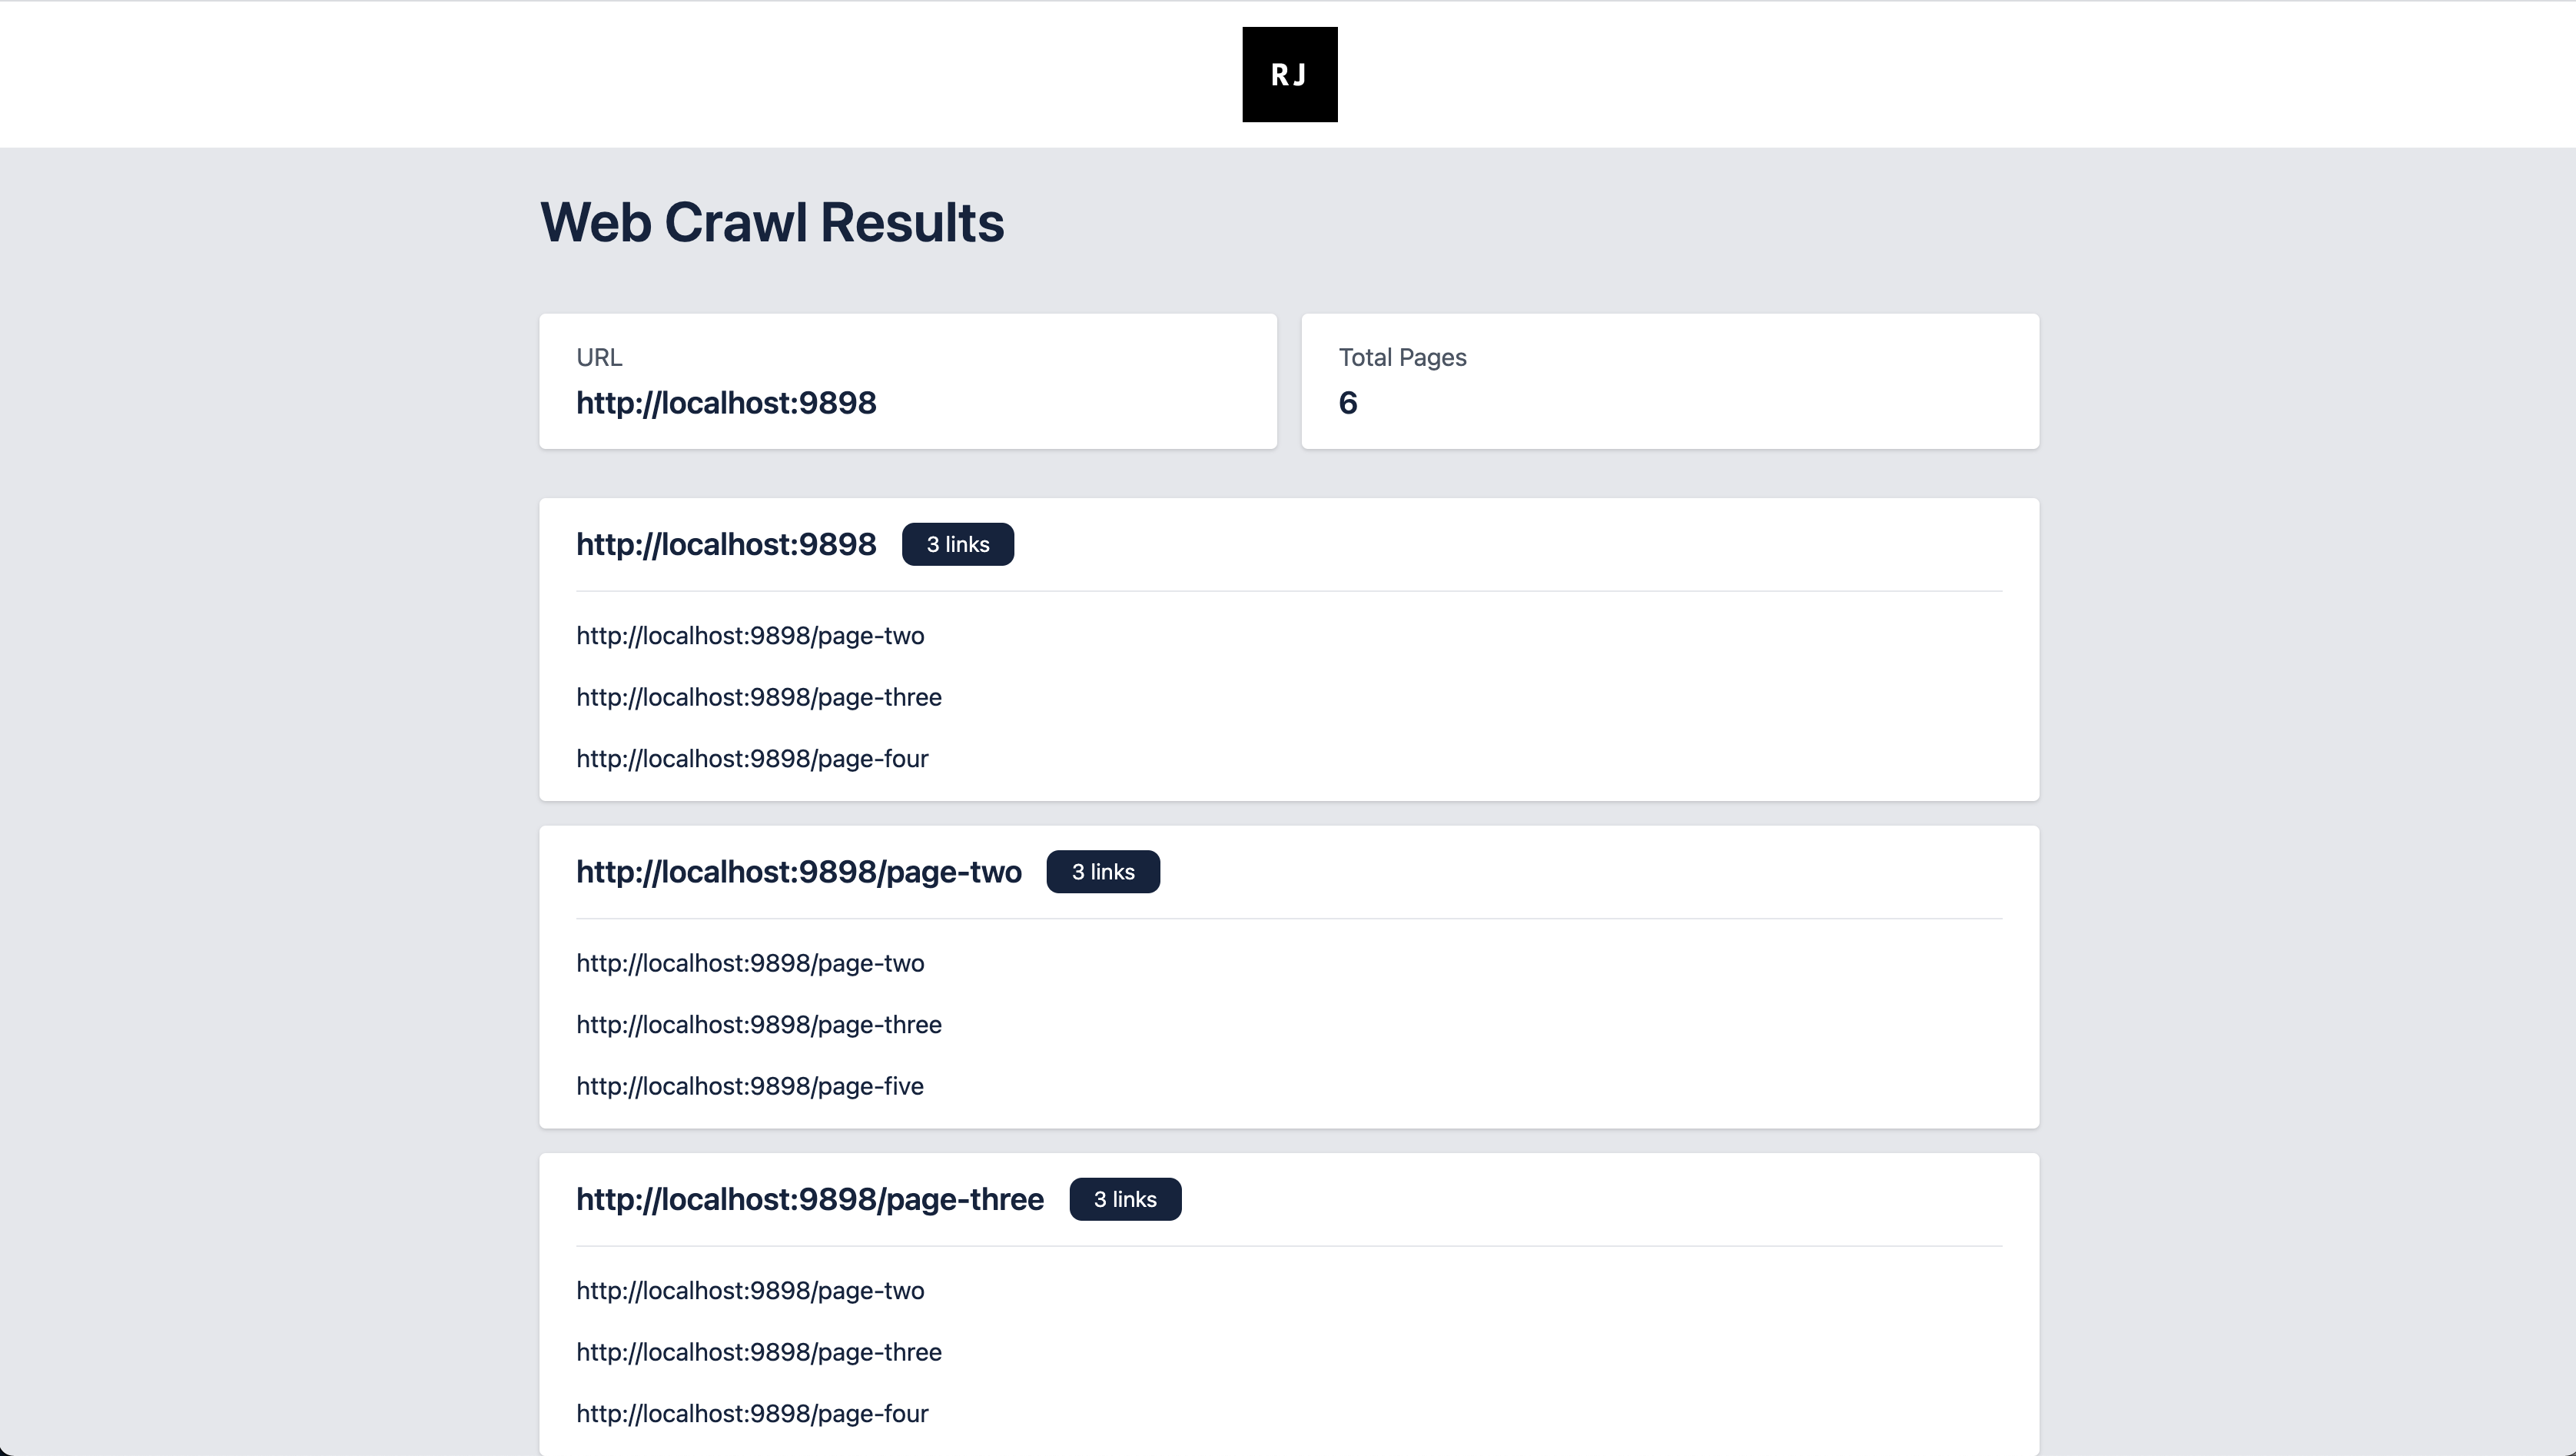 RJ
Web Crawl Results
URL
http://localhost:9898
Total Pages
6
http://localhost:9898 3 links
http://localhost:9898/page-two
http://localhost:9898/page-three
http://localhost:9898/page-four
http://localhost:9898/page-two 3 links
http://localhost:9898/page-two
http://localhost:9898/page-three
http://localhost:9898/page-five
http://localhost:9898/page-three 3 links
http://localhost:9898/page-two
http://localhost:9898/page-three
http://localhost:9898/page-four